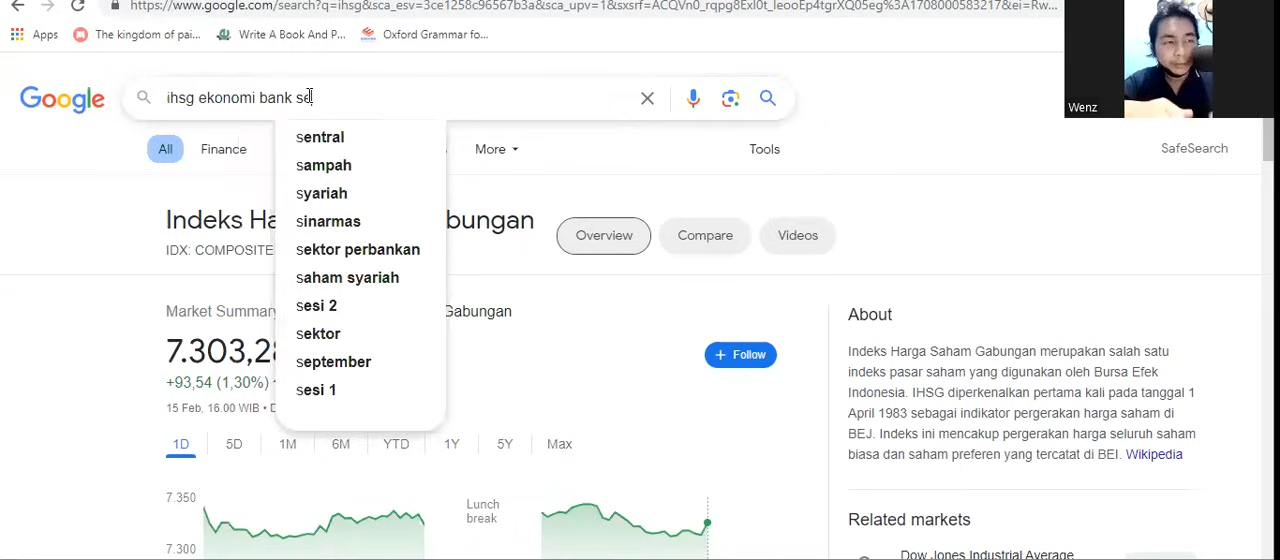 https://www.google.com/search?q=ihsg&sca_esv=3ce1258c96567b3a&sca_upv=1&sxsrf=ACQVn0_rqpg8ExI0t_leooEp4tgrXQ05eg%3A1708000583217&ei=Rw...
Apps
The kingdom of pai...
Write A Book And P...
Oxford Grammar fo...
Wenz
Google
ihsg ekonomi bank se
sentral
sampah
syariah
sinarmas
sektor perbankan
saham syariah
sesi 2
sektor
september
sesi 1
All
Finance
More
Tools
SafeSearch
Indeks Ha
bungan
IDX: COMPOSITE
Overview
Compare
Videos
Market Summary
Gabungan
7.303,28
+93,54 (1,30%)
15 Feb, 16.00 WIB •
Follow
1D
5D
1M
6M
YTD
1Y
5Y
Max
7.350
7.300
Lunch
break
About
Indeks Harga Saham Gabungan merupakan salah satu
indeks pasar saham yang digunakan oleh Bursa Efek
Indonesia. IHSG diperkenalkan pertama kali pada tanggal 1
April 1983 sebagai indikator pergerakan harga saham di
BEJ. Indeks ini mencakup pergerakan harga seluruh saham
biasa dan saham preferen yang tercatat di BEI. Wikipedia
Related markets
Dow Jones Industrial Average